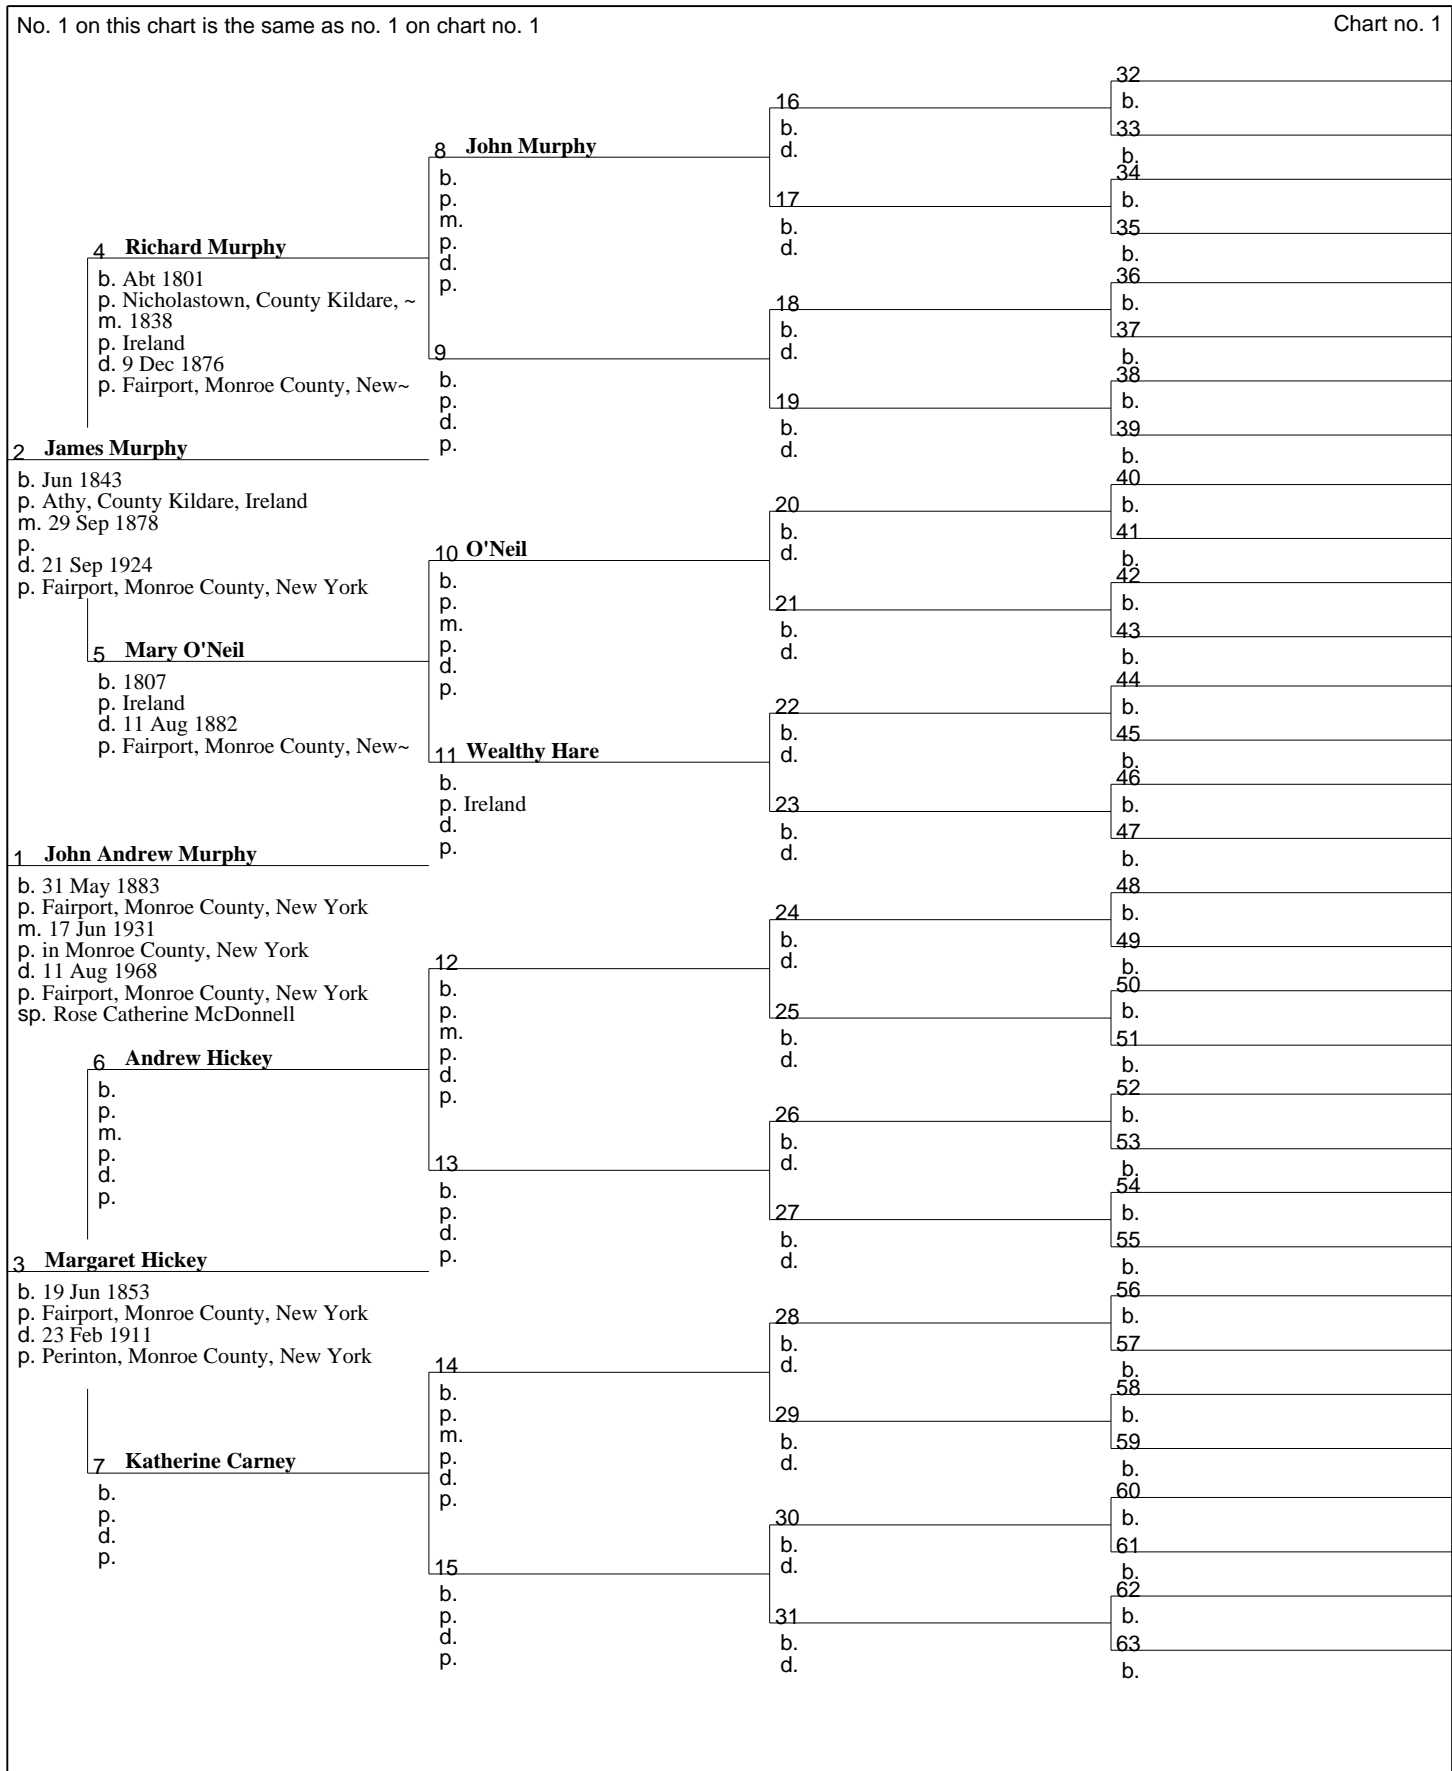 No. 1 on this chart is the same as no. 1 on chart no. 1
Chart no. 1
2 James Murphy
b. Jun 1843
p. Athy, County Kildare, Ireland
m. 29 Sep 1878
p.
d. 21 Sep 1924
p. Fairport, Monroe County, New York
1 John Andrew Murphy
b. 31 May 1883
p. Fairport, Monroe County, New York
m. 17 Jun 1931
p. in Monroe County, New York
d. 11 Aug 1968
p. Fairport, Monroe County, New York
sp. Rose Catherine McDonnell
3 Margaret Hickey
b. 19 Jun 1853
p. Fairport, Monroe County, New York
d. 23 Feb 1911
p. Perinton, Monroe County, New York
4 Richard Murphy
b. Abt 1801
p. Nicholastown, County Kildare, ~
m. 1838
p. Ireland
d. 9 Dec 1876
p. Fairport, Monroe County, New~
5 Mary O'Neil
b. 1807
p. Ireland
d. 11 Aug 1882
p. Fairport, Monroe County, New~
6 Andrew Hickey
b.
p.
m.
p.
d.
p.
7 Katherine Carney
b.
p.
d.
p.
8 John Murphy
b.
p.
m.
p.
d.
p.
9
b.
p.
d.
p.
10 O'Neil
b.
p.
m.
p.
d.
p.
11 Wealthy Hare
b.
p. Ireland
d.
p.
12
b.
p.
m.
p.
d.
p.
13
b.
p.
d.
p.
14
b.
p.
m.
p.
d.
p.
15
b.
p.
d.
p.
16
b.
d.
17
b.
d.
18
b.
d.
19
b.
d.
20
b.
d.
21
b.
d.
22
b.
d.
23
b.
d.
24
b.
d.
25
b.
d.
26
b.
d.
27
b.
d.
28
b.
d.
29
b.
d.
30
b.
d.
31
b.
d.
32
b.
33
b.
34
b.
35
b.
36
b.
37
b.
38
b.
39
b.
40
b.
41
b.
42
b.
43
b.
44
b.
45
b.
46
b.
47
b.
48
b.
49
b.
50
b.
51
b.
52
b.
53
b.
54
b.
55
b.
56
b.
57
b.
58
b.
59
b.
60
b.
61
b.
62
b.
63
b.